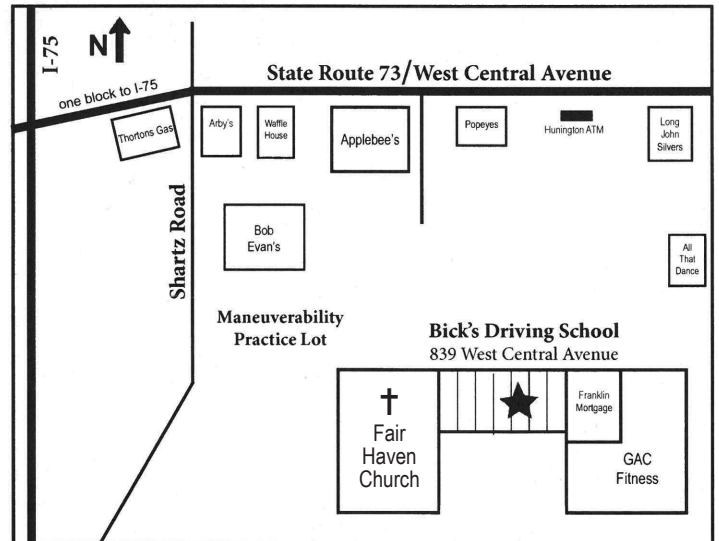 N
I-75
State Route 73/West Central Avenue
one block to I-75
Thortons Gas
Arby's
Waffle
House
Applebee's
Popeyes
Hunington ATM
Long
John
Silvers
Shartz Road
Bob
Evan's
All
That
Dance
Maneuverability
Practice Lot
Bick's Driving School
839 West Central Avenue
Fair
Haven
Church
Franklin
Mortgage
GAC
Fitness